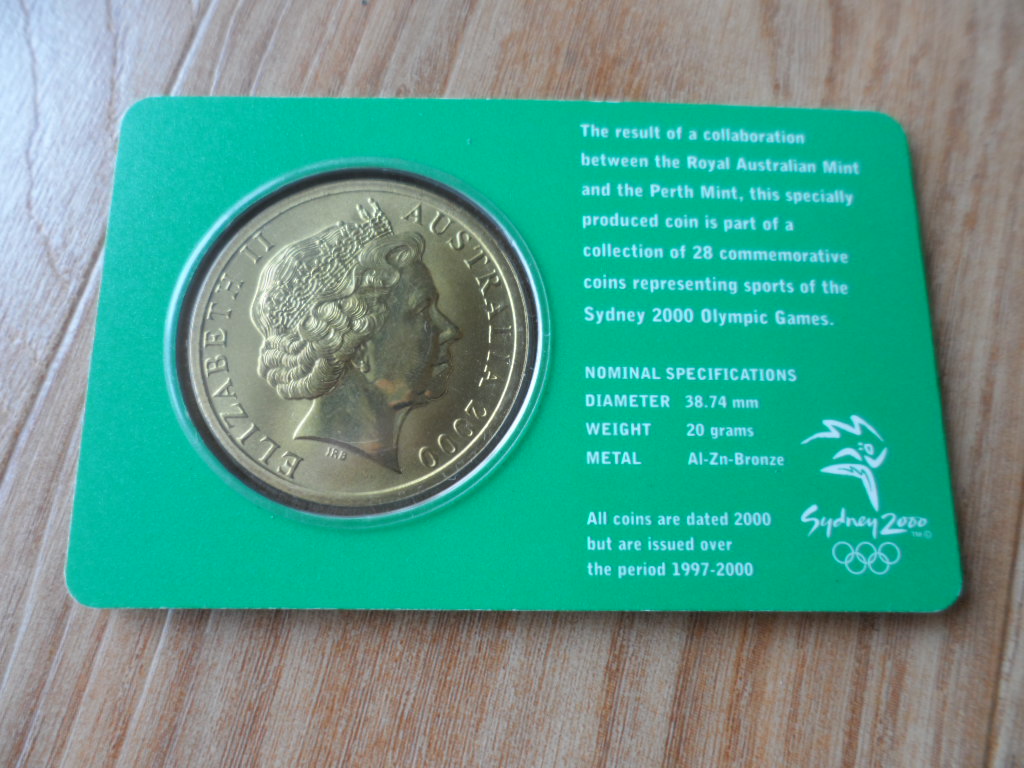 ELIZABETH II AUSTRALIA 2000
IRB
The result of a collaboration
between the Royal Australian Mint
and the Perth Mint, this specially
produced coin is part of a
collection of 28 commemorative
coins representing sports of the
Sydney 2000 Olympic Games.
NOMINAL SPECIFICATIONS
DIAMETER 38.74 mm
WEIGHT 20 grams
METAL Al-Zn-Bronze
All coins are dated 2000
but are issued over
the period 1997-2000
Sydney 2000
TM ©